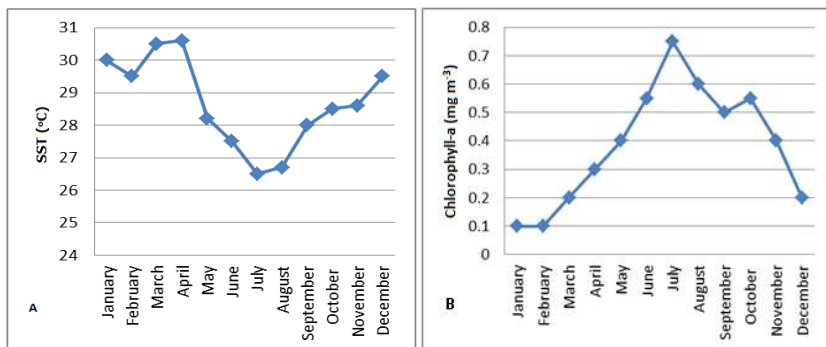 31
30
29
28
27
26
25
24
SST (oC)
January
February
March
April
May
June
July
August
September
October
November
December
A
0.8
0.7
0.6
0.5
0.4
0.3
0.2
0.1
0
Chlorophyll-a (mg m-3)
January
February
March
April
May
June
July
August
September
October
November
December
B